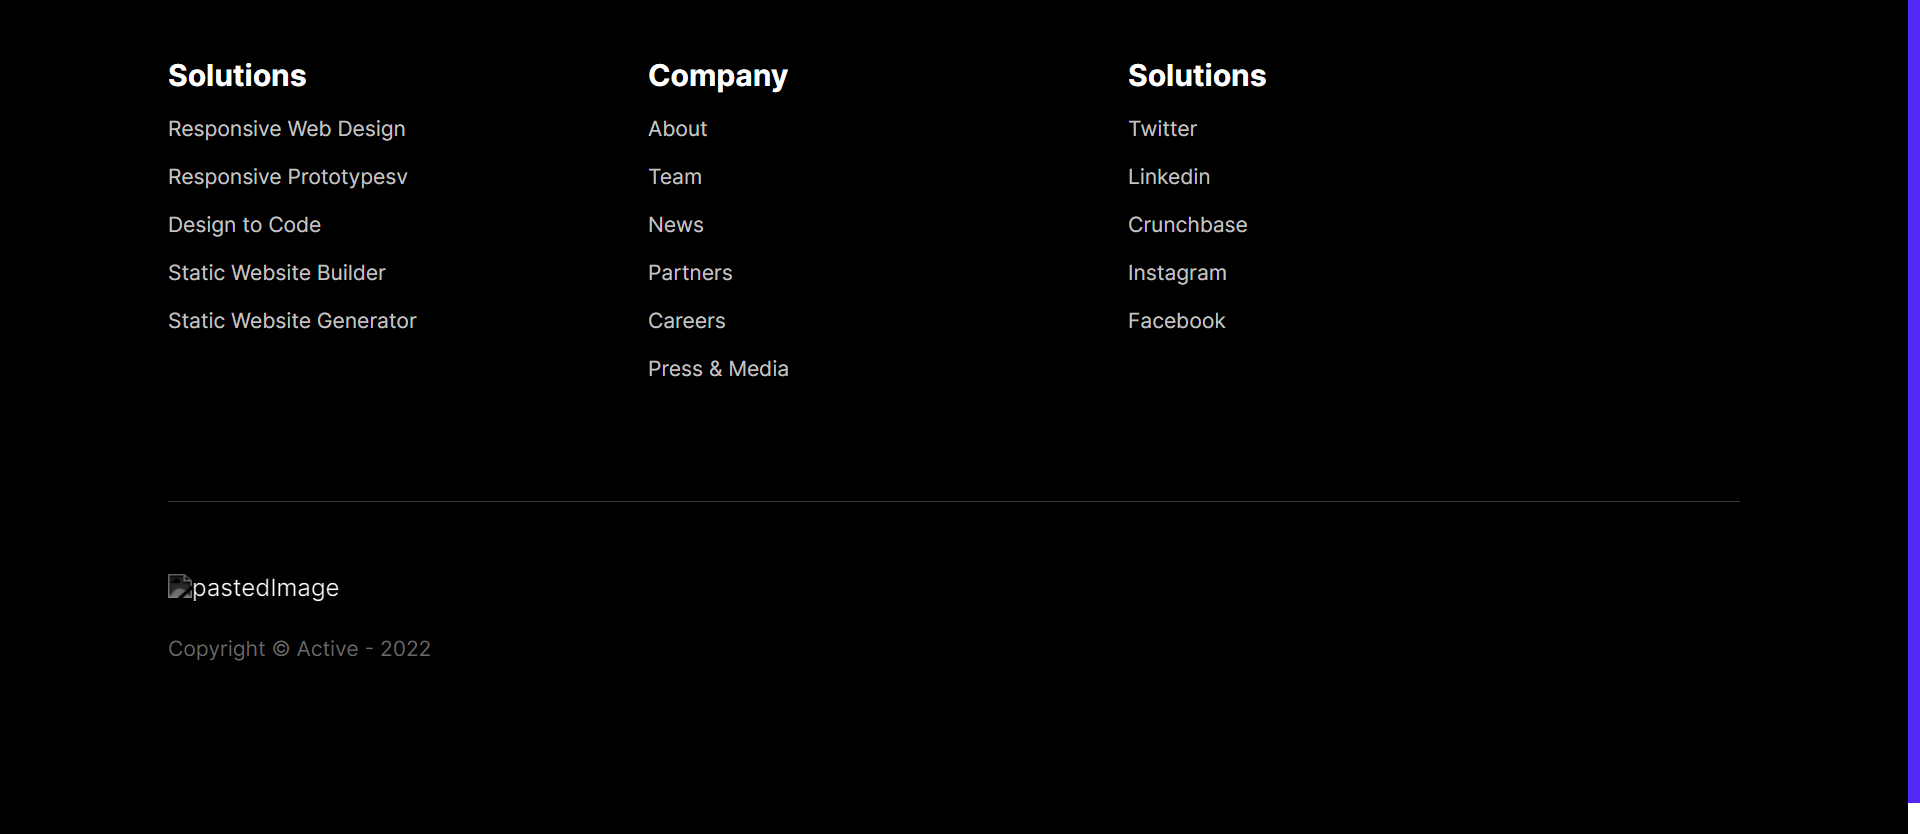 Solutions
Responsive Web Design
Responsive Prototypesv
Design to Code
Static Website Builder
Static Website Generator
Company
About
Team
News
Partners
Careers
Press & Media
Solutions
Twitter
Linkedin
Crunchbase
Instagram
Facebook
pastedImage
Copyright © Active - 2022